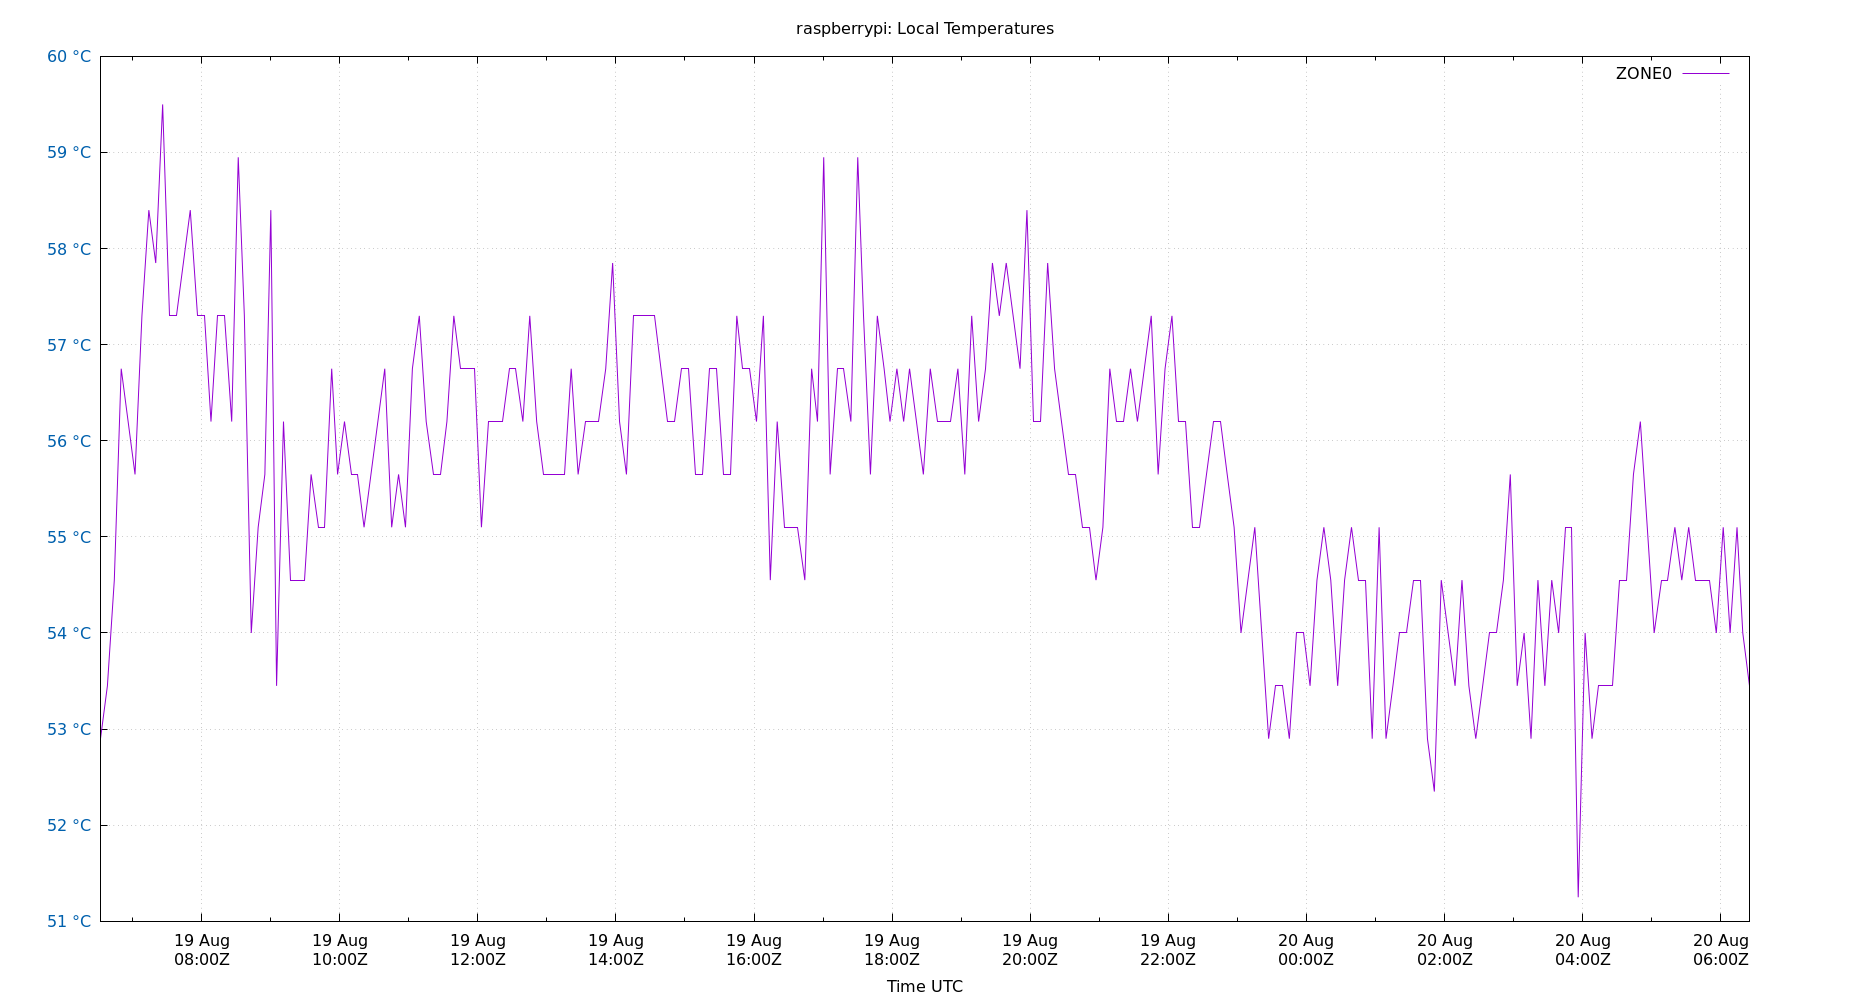 raspberrypi: Local Temperatures
60 °C
ZONE0
59 °C
58 °C
57 °C
56 °C
55 °C
54 °C
53 °C
52 °C
51 °C
19 Aug 19 Aug 19 Aug 19 Aug 19 Aug 19 Aug 19 Aug 19 Aug 20 Aug 20 Aug 20 Aug 20 Aug
08:00Z 10:00Z 12:00Z 14:00Z 16:00Z 18:00Z 20:00Z 22:00Z 00:00Z 02:00Z 04:00Z 06:00Z
Time UTC